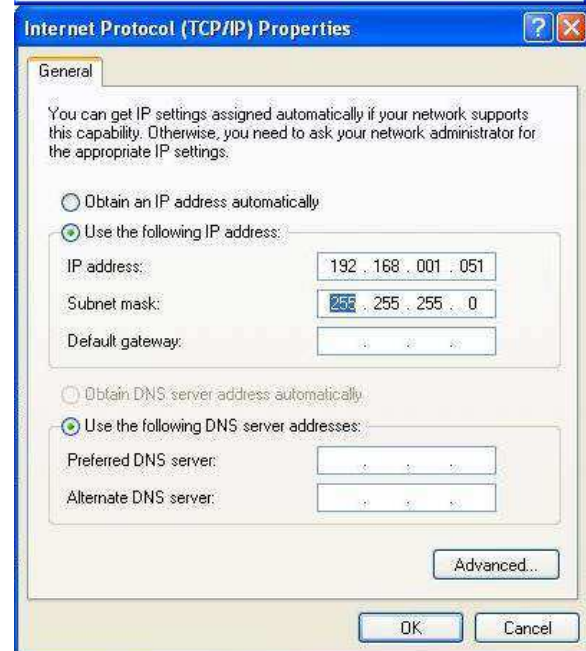 Internet Protocol (TCP/IP) Properties
General
You can get IP settings assigned automatically if your network supports
this capability. Otherwise, you need to ask your network administrator for
the appropriate IP settings.
Obtain an IP address automatically
Use the following IP address:
IP address: 192 . 168 . 001 . 051
Subnet mask: 255 . 255 . 255 . 0
Default gateway: . . .
Obtain DNS server address automatically
Use the following DNS server addresses:
Preferred DNS server: . . .
Alternate DNS server: . . .
Advanced...
OK Cancel